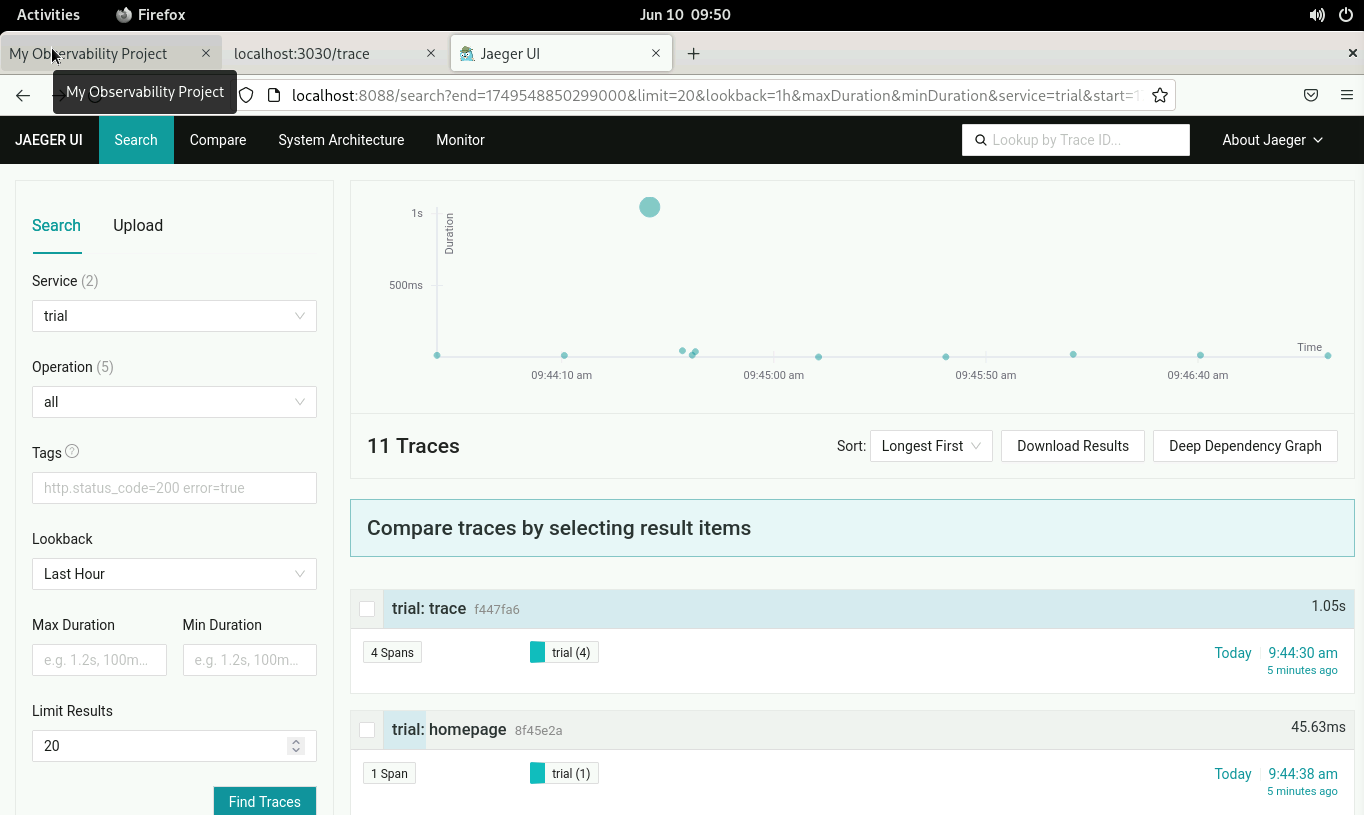 Activities Firefox Jun 10 09:50
My Observability Project localhost:3030/trace Jaeger UI
My Observability Project
localhost:8088/search?end=1749548850299000&limit=20&lookback=1h&maxDuration&minDuration&service=trial&start=1
JAEGER UI Search Compare System Architecture Monitor Lookup by Trace ID... About Jaeger
Search Upload
Service (2)
trial
Operation (5)
all
Tags ?
http.status_code=200 error=true
Lookback
Last Hour
Max Duration Min Duration
e.g. 1.2s, 100m... e.g. 1.2s, 100m...
Limit Results
20
Find Traces
1s
Duration
500ms
Time
09:44:10 am 09:45:00 am 09:45:50 am 09:46:40 am
11 Traces Sort: Longest First Download Results Deep Dependency Graph
Compare traces by selecting result items
trial: trace f447fa6 1.05s
4 Spans trial (4) Today 9:44:30 am
5 minutes ago
trial: homepage 8f45e2a 45.63ms
1 Span trial (1) Today 9:44:38 am
5 minutes ago